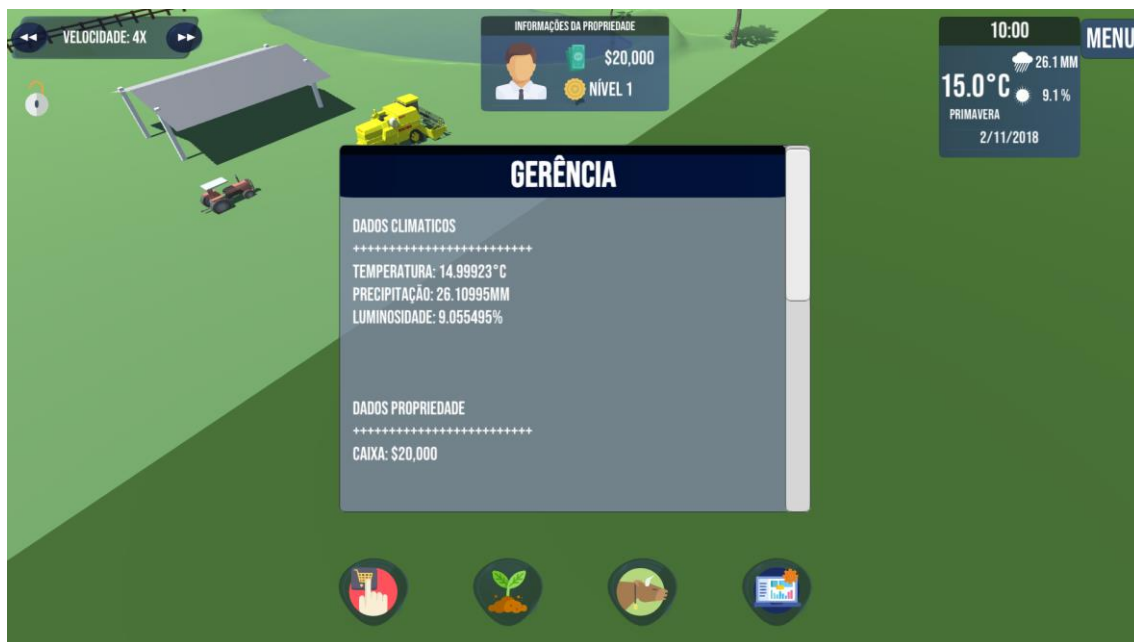 VELOCIDADE: 4X
INFORMAÇÕES DA PROPRIEDADE
$20,000
NÍVEL 1
10:00
MENU
26.1 MM
15.0°C
9.1 %
PRIMAVERA
2/11/2018
GERÊNCIA
DADOS CLIMATICOS
+++++++++++++++++++++++++
TEMPERATURA: 14.99923°C
PRECIPITAÇÃO: 26.10995MM
LUMINOSIDADE: 9.055495%
DADOS PROPRIEDADE
+++++++++++++++++++++++++
CAIXA: $20,000